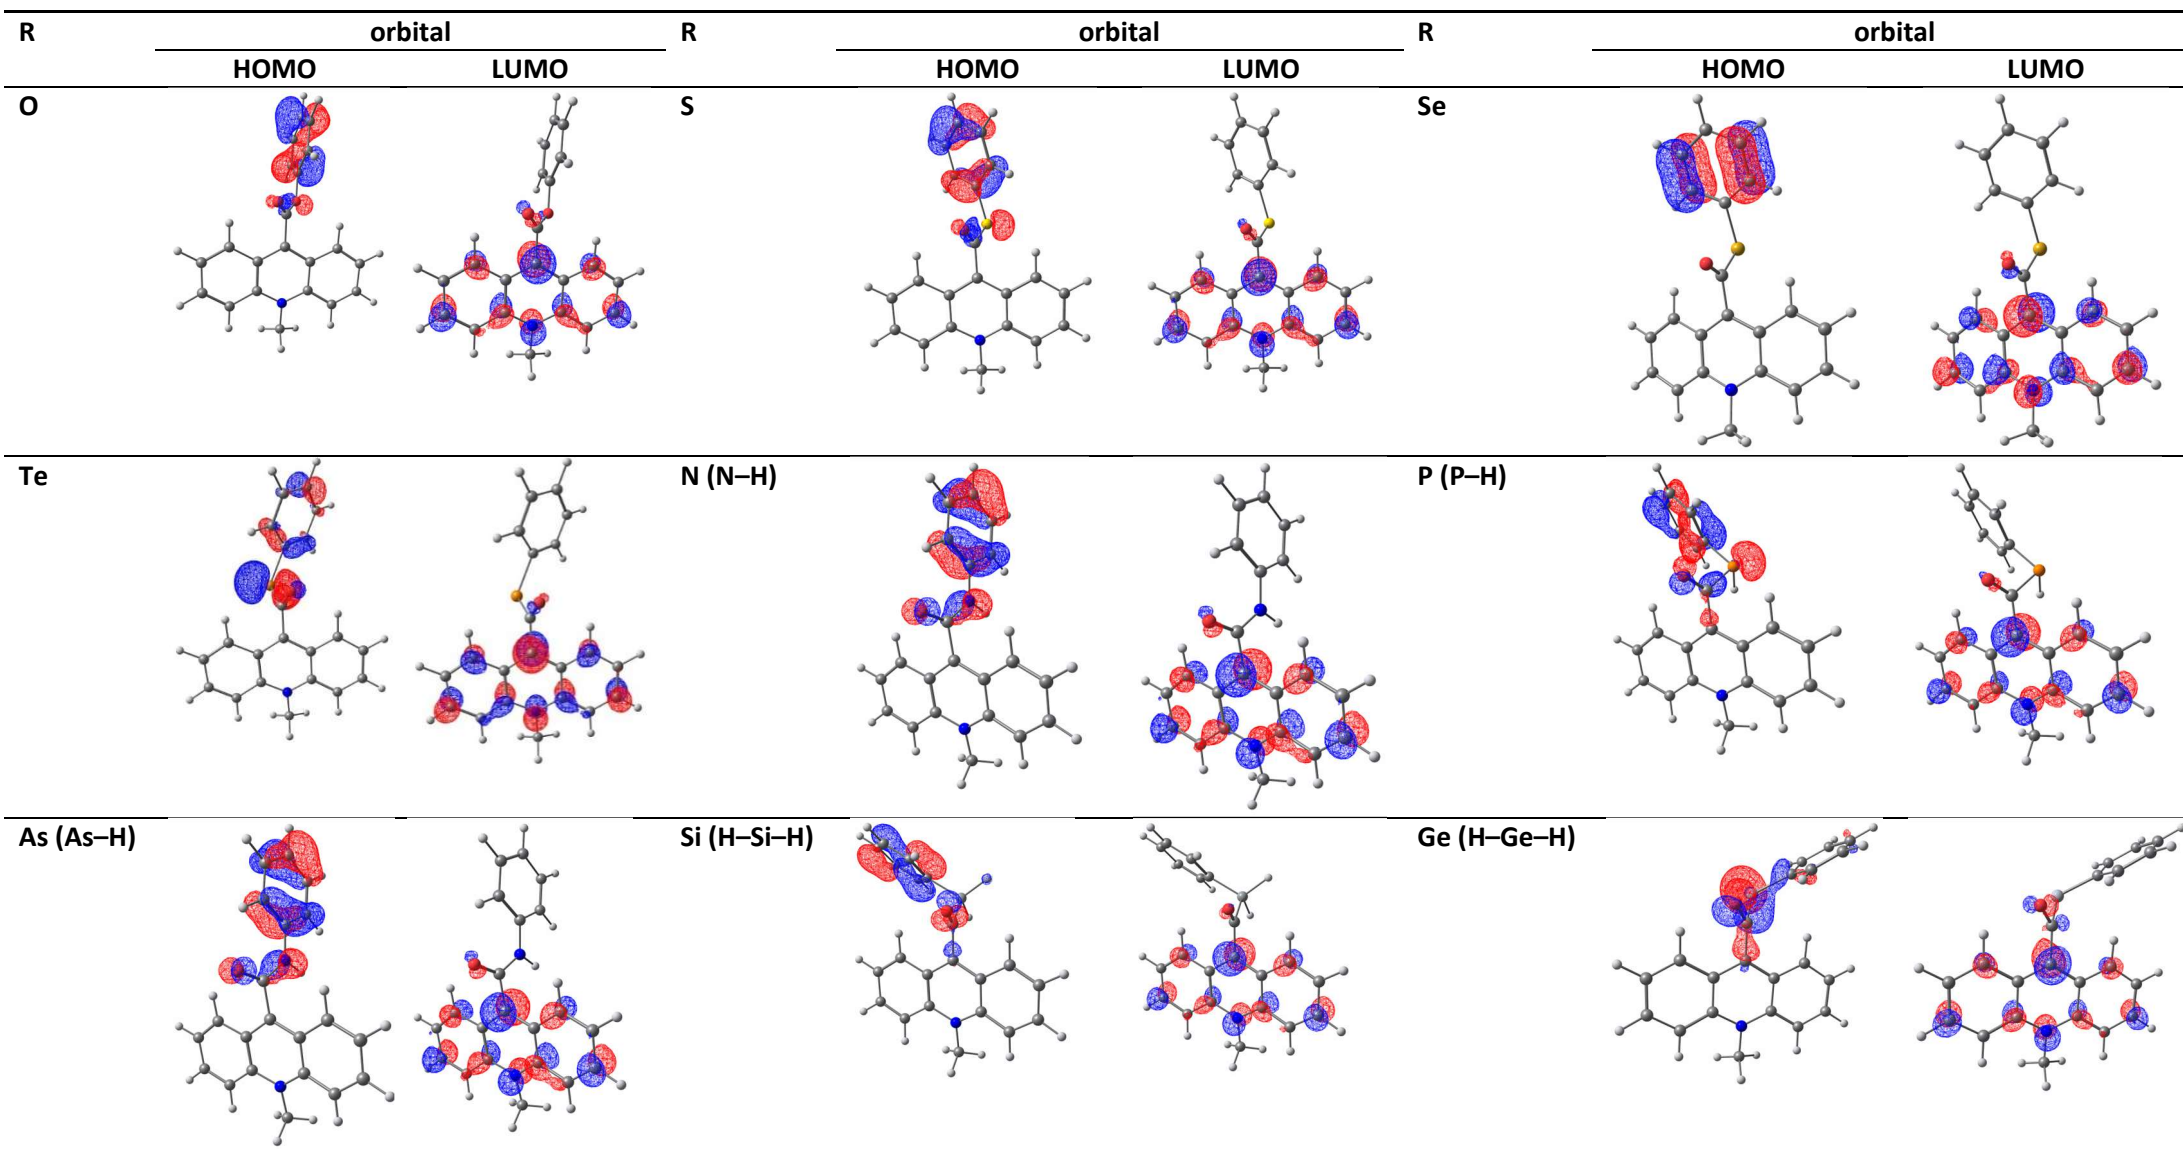 R orbital R orbital R orbital
HOMO LUMO HOMO LUMO HOMO LUMO
O S Se
Te N (N–H) P (P–H)
As (As–H) Si (H–Si–H) Ge (H–Ge–H)